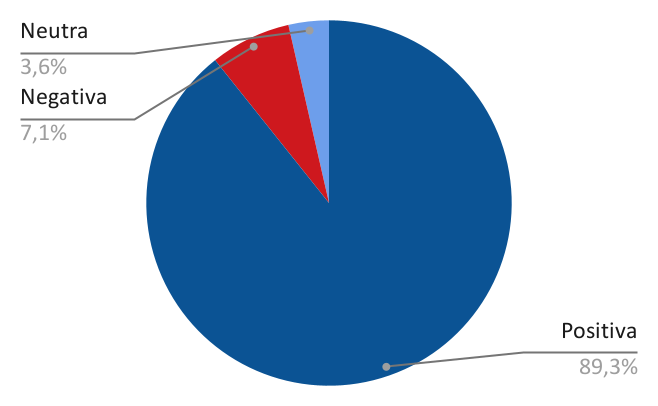 Neutra
3,6%
Negativa
7,1%
Positiva
89,3%